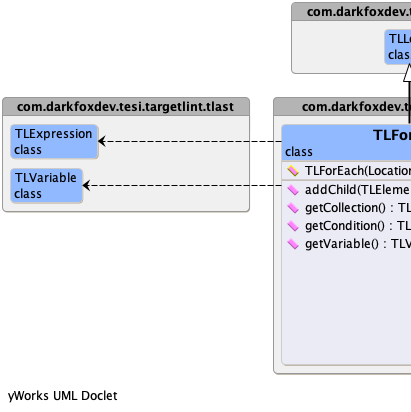 com.darkfoxdev.t
TLL
clas
com.darkfoxdev.tesi.targetlint.tlast
TLExpression
class
TLVariable
class
com.darkfoxdev.t
TLFor
class
TLForEach(Location
addChild(TLEleme
getCollection() : TL
getCondition() : TL
getVariable() : TLV
yWorks UML Doclet